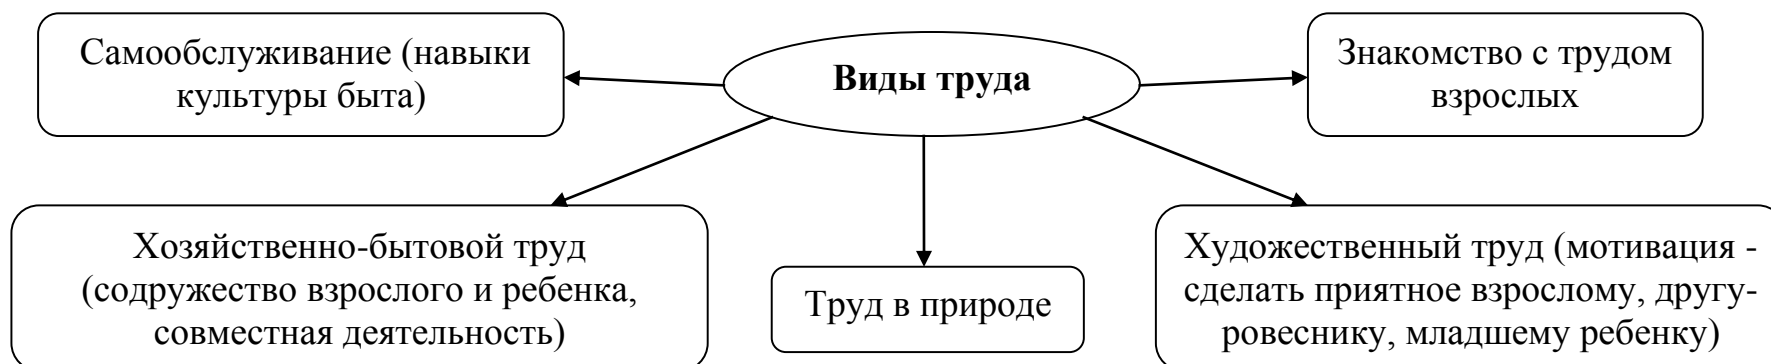 Виды труда
Самообслуживание (навыки
культуры быта)
Знакомство с трудом
взрослых
Хозяйственно-бытовой труд
(содружество взрослого и ребенка,
совместная деятельность)
Труд в природе
Художественный труд (мотивация -
сделать приятное взрослому, другу-
ровеснику, младшему ребенку)